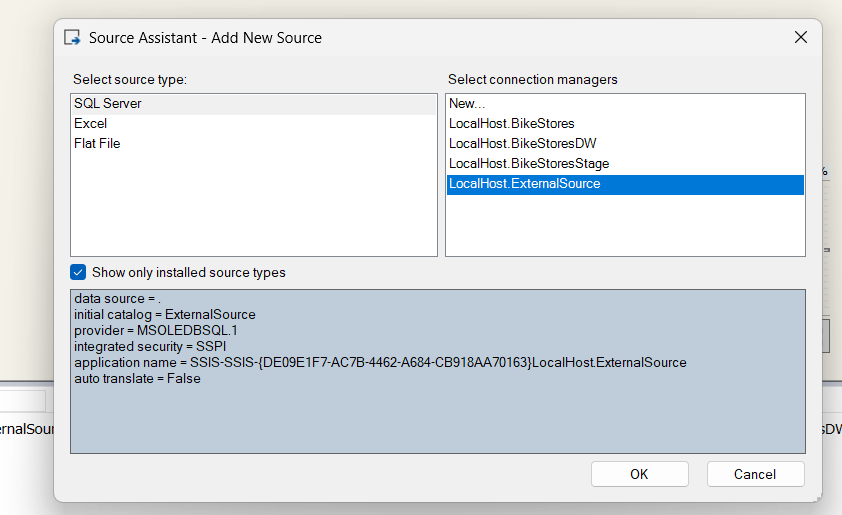 Source Assistant - Add New Source
Select source type:
SQL Server
Excel
Flat File
Select connection managers
New...
LocalHost.BikeStores
LocalHost.BikeStoresDW
LocalHost.BikeStoresStage
LocalHost.ExternalSource
Show only installed source types
data source = .
initial catalog = ExternalSource
provider = MSOLEDBSQL.1
integrated security = SSPI
application name = SSIS-SSIS-{DE09E1F7-AC7B-4462-A684-CB918AA70163}LocalHost.ExternalSource
auto translate = False
OK
Cancel
%
ernalSour
sDW